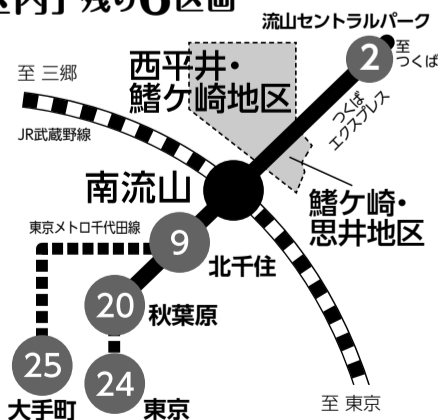 区内」残り6区画
流山セントラルパーク
2
至
つくば
至 三郷
西平井・
鰭ケ崎地区
つくば
エクスプレス
JR武蔵野線
南流山
鰭ケ崎・
思井地区
東京メトロ千代田線
9
北千住
20
秋葉原
25
24
大手町
東京
至 東京